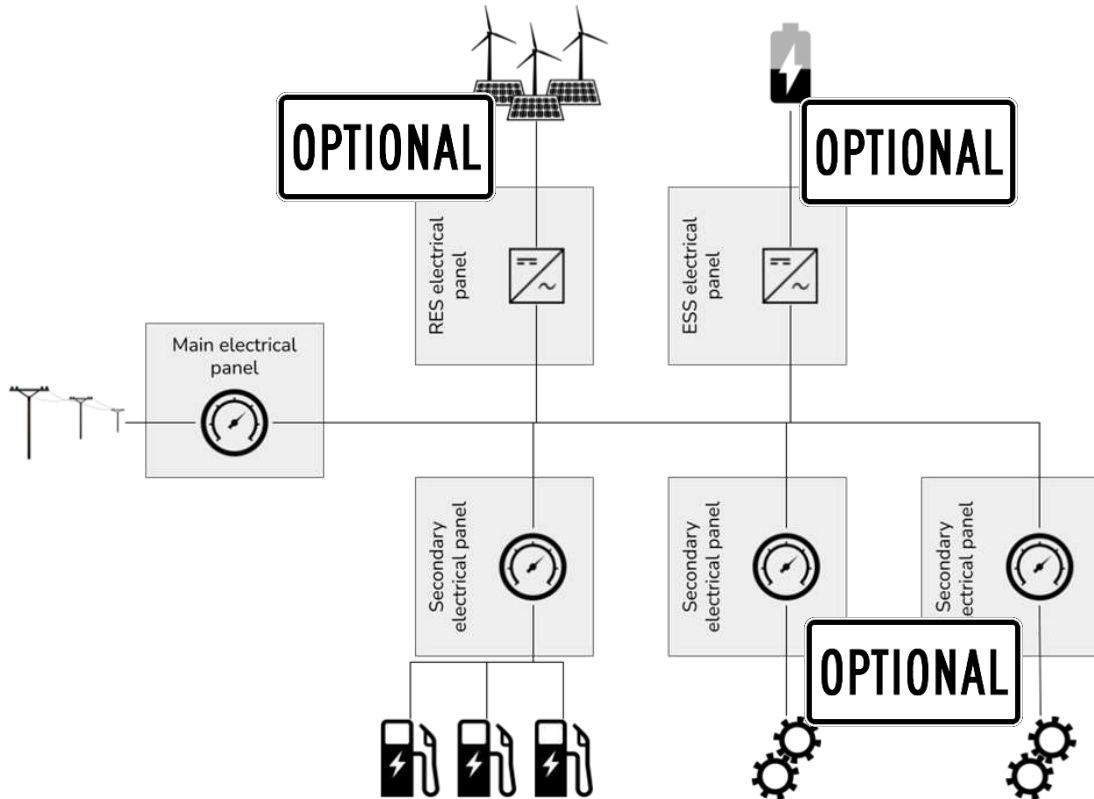 OPTIONAL
OPTIONAL
RES electrical
panel
ESS electrical
panel
Main electrical
panel
Secondary
electrical panel
Secondary
electrical panel
Secondary
ectrical panel
OPTIONAL